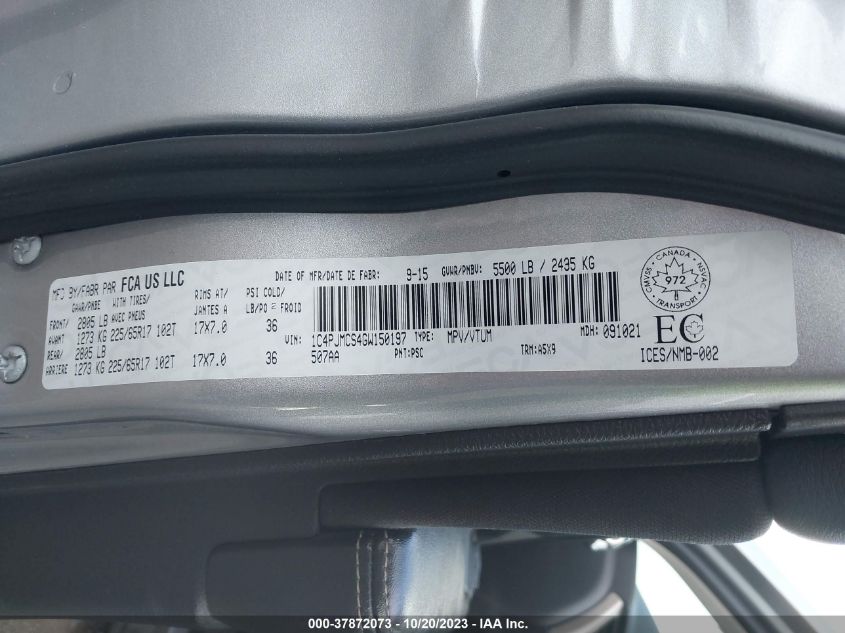 MFD BY/FABR PAR FCA US LLC
DATE OF MFR/DATE DE FABR: 9-15 GVWR/PNBV: 5500 LB / 2435 KG
GAWR/PNBE WITH TIRES/ AVEC PNEUS RIMS AT/ JANTES A PSI COLD/ LB/PO² FROID
FRONT/ AVANT 2805 LB 1273 KG 225/65R17 102T 17X7.0 36
REAR/ ARRIERE 2805 LB 1273 KG 225/65R17 102T 17X7.0 36
VIN: 1C4PJMCS4GW150197 TYPE: MPV/VTUM MDH: 091021
507AA PNT:PSC TRM:A5X9
CANADA
CMVSS NSVAC
972
TRANSPORT
EC
ICES/NMB-002
000-37872073 - 10/20/2023 - IAA Inc.